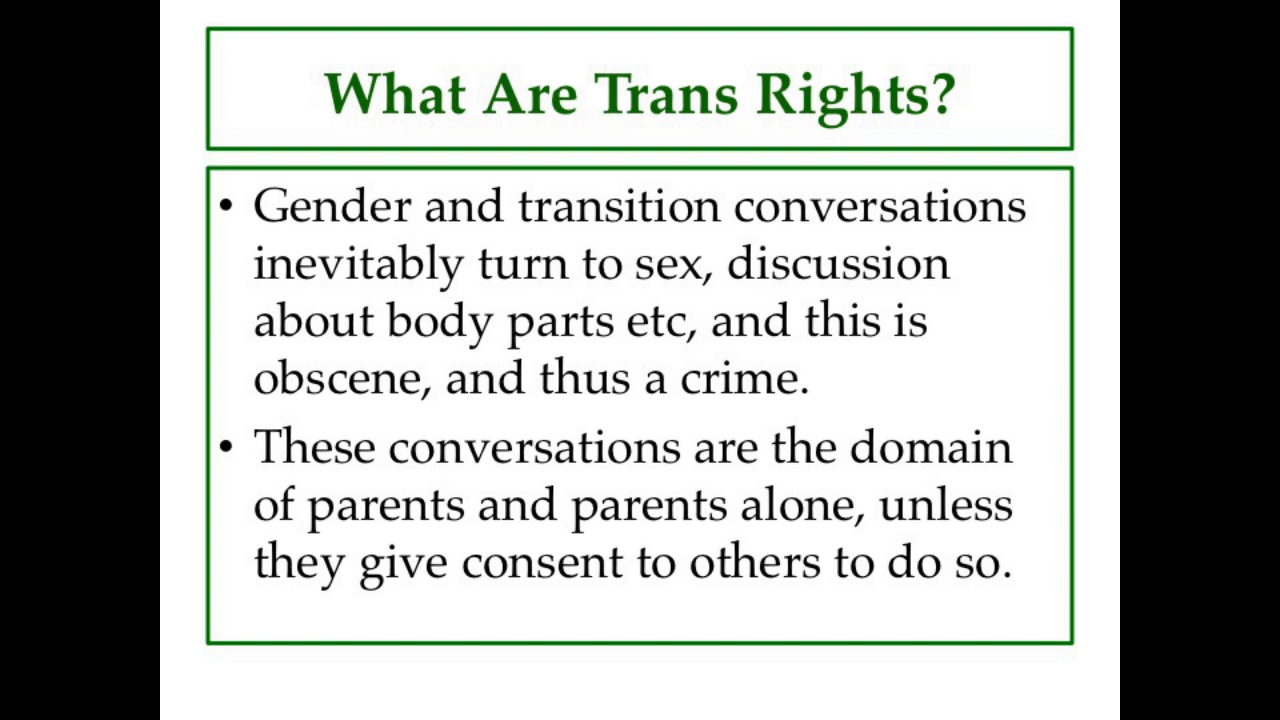 What Are Trans Rights?
• Gender and transition conversations
inevitably turn to sex, discussion
about body parts etc, and this is
obscene, and thus a crime.
• These conversations are the domain
of parents and parents alone, unless
they give consent to others to do so.